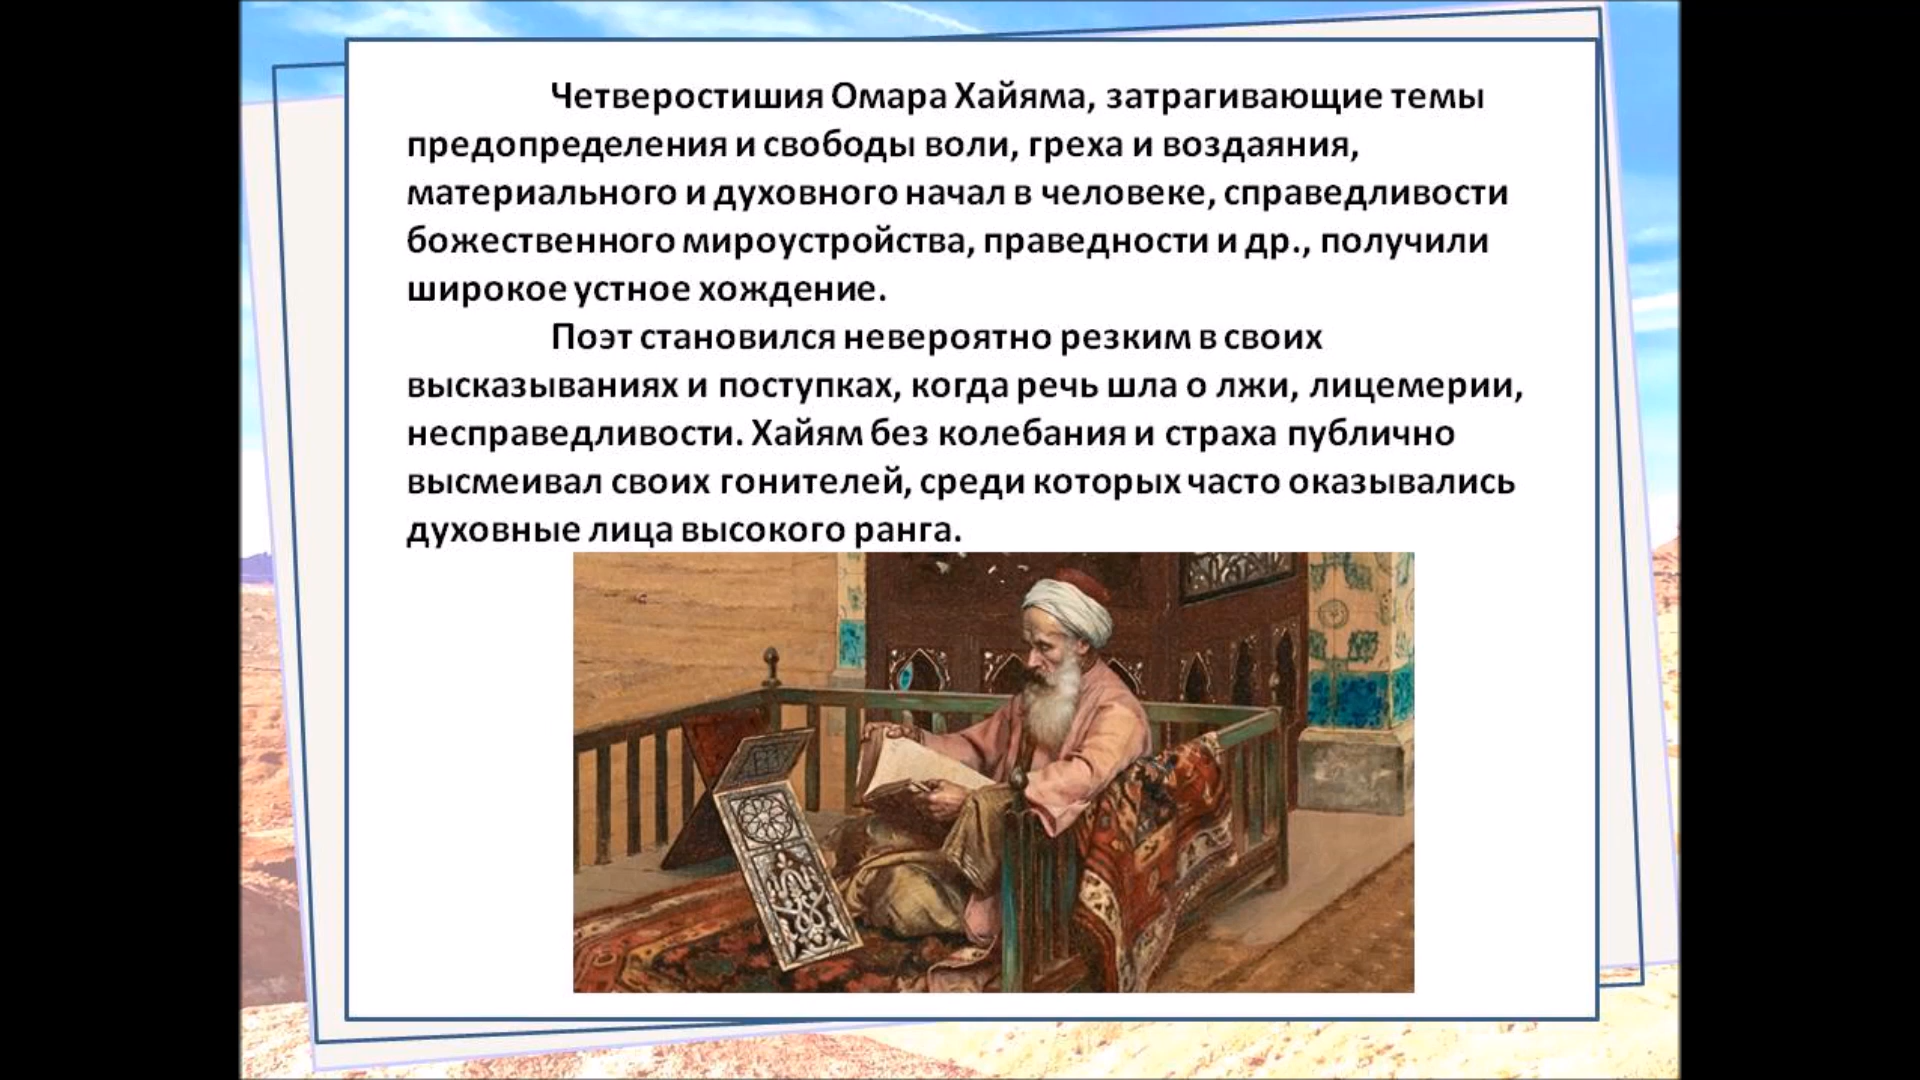 Четверостишия Омара Хайяма, затрагивающие темы
предопределения и свободы воли, греха и воздаяния,
материального и духовного начал в человеке, справедливости
божественного мироустройства, праведности и др., получили
широкое устное хождение.
Поэт становился невероятно резким в своих
высказываниях и поступках, когда речь шла о лжи, лицемерии,
несправедливости. Хайям без колебания и страха публично
высмеивал своих гонителей, среди которых часто оказывались
духовные лица высокого ранга.